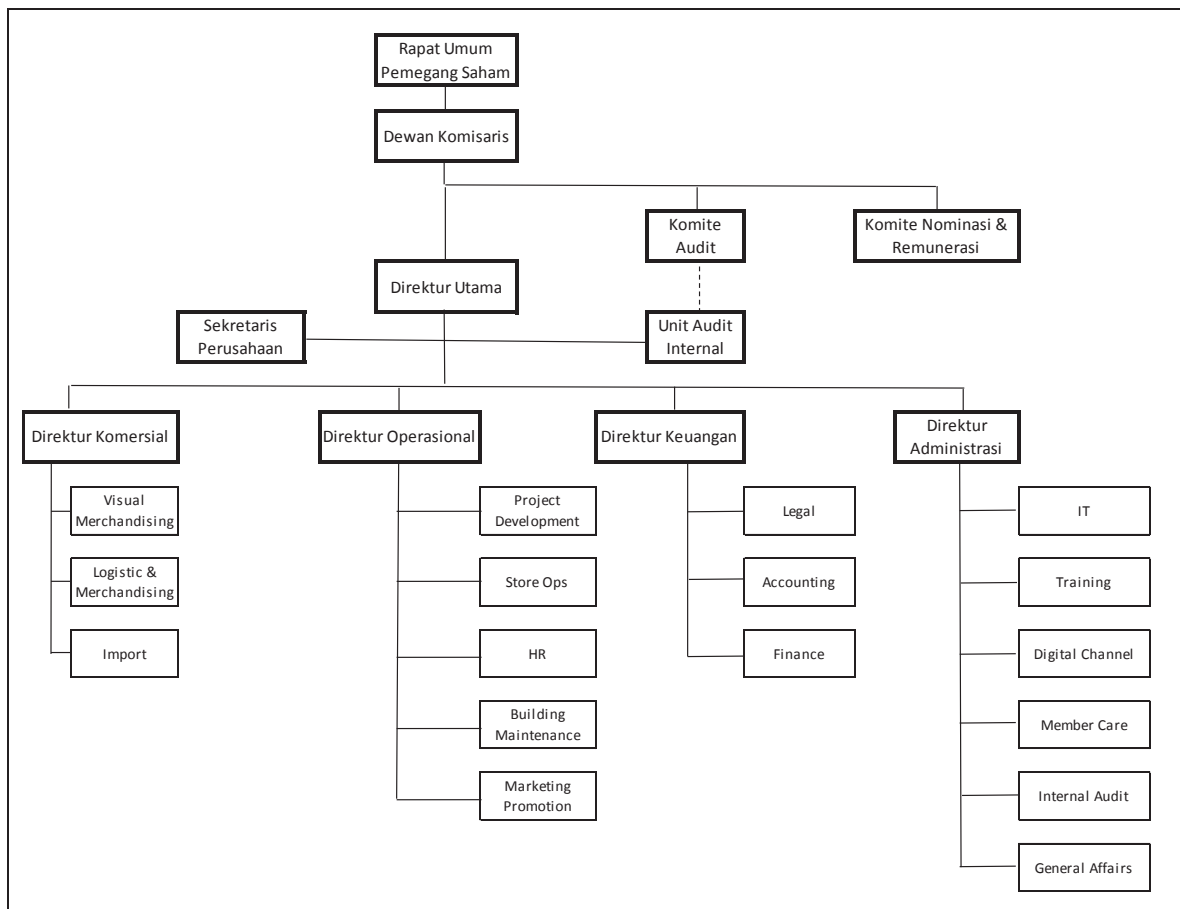 Rapat Umum
Pemegang Saham
Dewan Komisaris
Komite
Audit
Komite Nominasi &
Remunerasi
Direktur Utama
Sekretaris
Perusahaan
Unit Audit
Internal
Direktur Komersial
Direktur Operasional
Direktur Keuangan
Direktur
Administrasi
Visual
Merchandising
Logistic &
Merchandising
Import
Project
Development
Store Ops
HR
Building
Maintenance
Marketing
Promotion
Legal
Accounting
Finance
IT
Training
Digital Channel
Member Care
Internal Audit
General Affairs